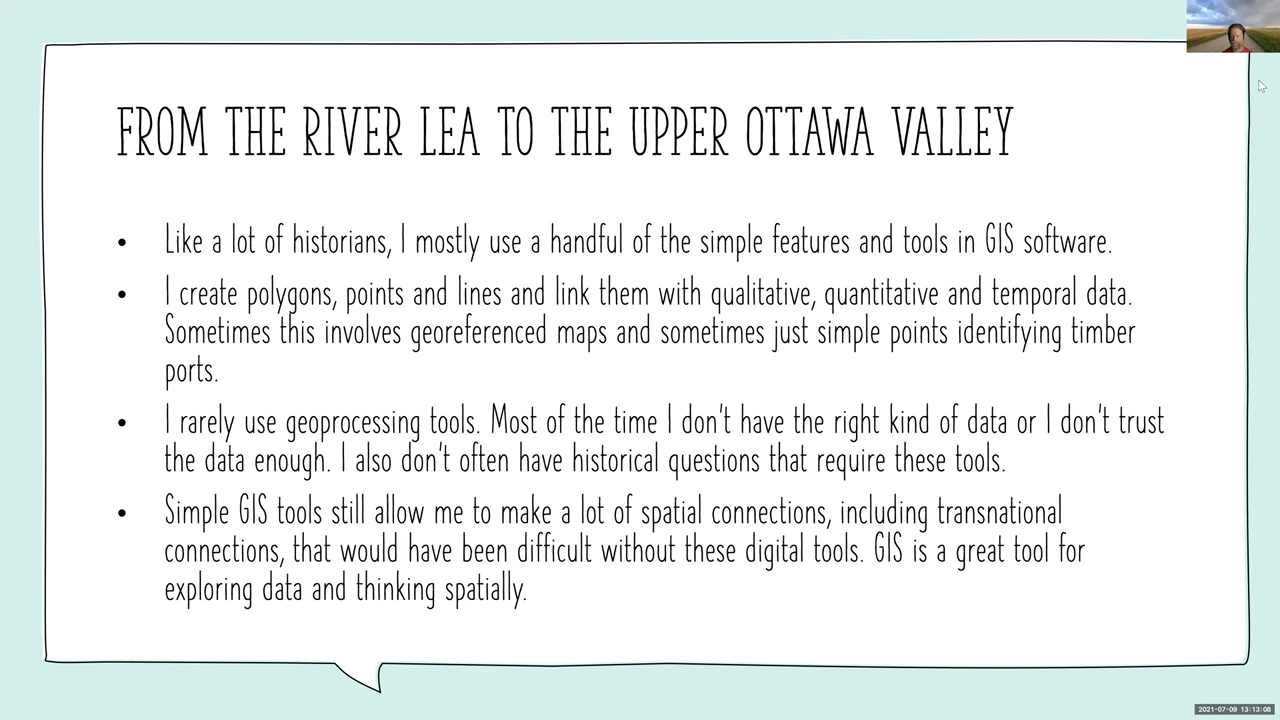 FROM THE RIVER LEA TO THE UPPER OTTAWA VALLEY
• Like a lot of historians, I mostly use a handful of the simple features and tools in GIS software.
• I create polygons, points and lines and link them with qualitative, quantitative and temporal data.
Sometimes this involves georeferenced maps and sometimes just simple points identifying timber
ports.
• I rarely use geoprocessing tools. Most of the time I don't have the right kind of data or I don't trust
the data enough. I also don't often have historical questions that require these tools.
• Simple GIS tools still allow me to make a lot of spatial connections, including transnational
connections, that would have been difficult without these digital tools. GIS is a great tool for
exploring data and thinking spatially.
2021-07-09 13:13:08